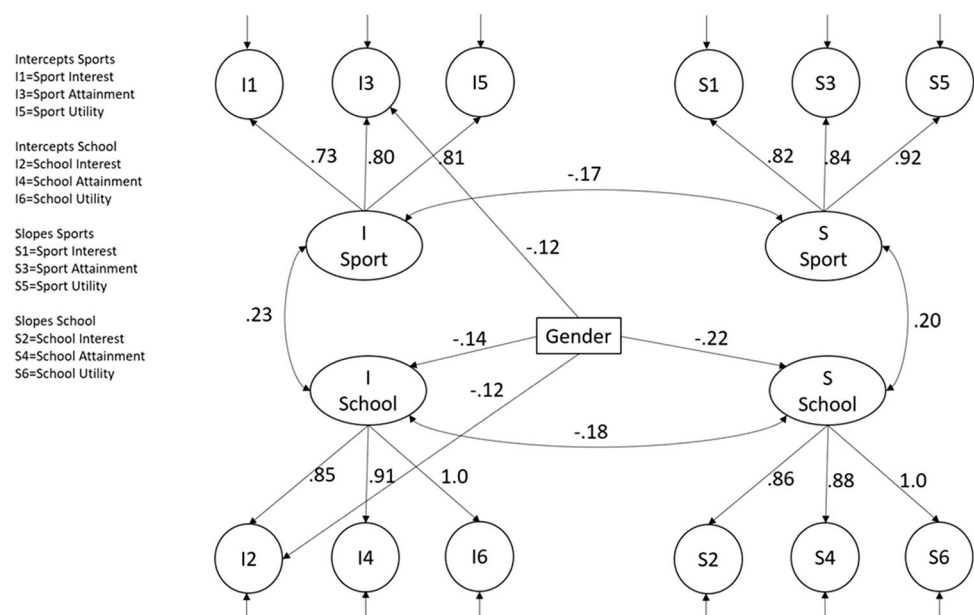 Intercepts Sports
I1=Sport Interest
I3=Sport Attainment
I5=Sport Utility
Intercepts School
I2=School Interest
I4=School Attainment
I6=School Utility
Slopes Sports
S1=Sport Interest
S3=Sport Attainment
S5=Sport Utility
Slopes School
S2=School Interest
S4=School Attainment
S6=School Utility
I1 I3 I5 S1 S3 S5
.73 .80 .81 .82 .84 .92
-.17
I
Sport
S
Sport
-.12
.23
Gender
.20
-.14 -.22
I
School
S
School
-.12
-.18
.85 .91 1.0 .86 .88 1.0
I2 I4 I6 S2 S4 S6